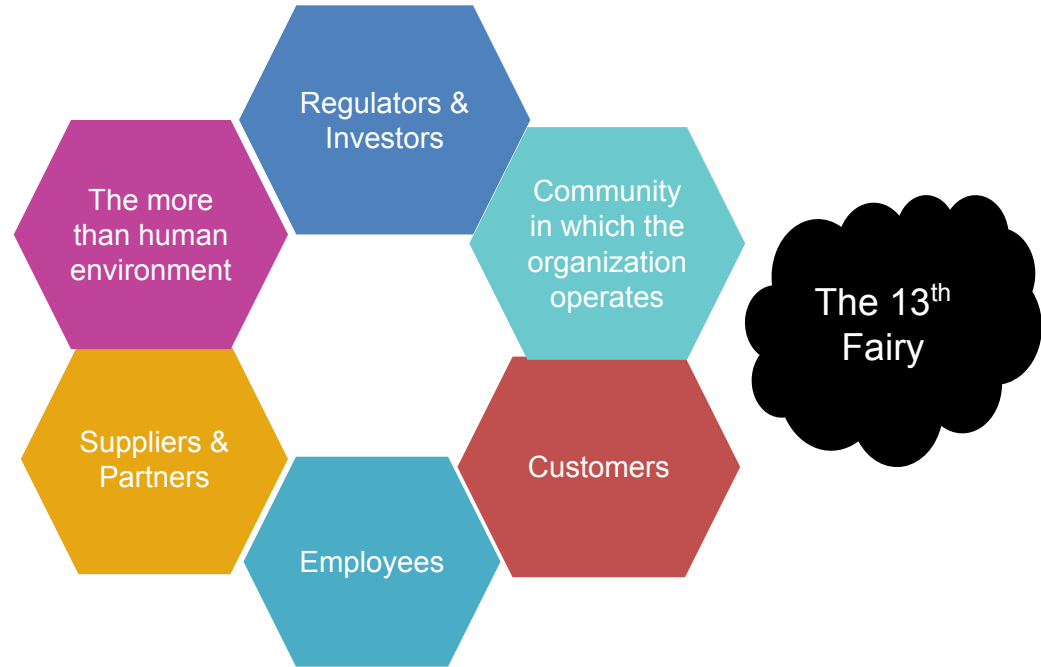 Regulators &
Investors
The more
than human
environment
Community
in which the
organization
operates
The 13th
Fairy
Suppliers &
Partners
Customers
Employees